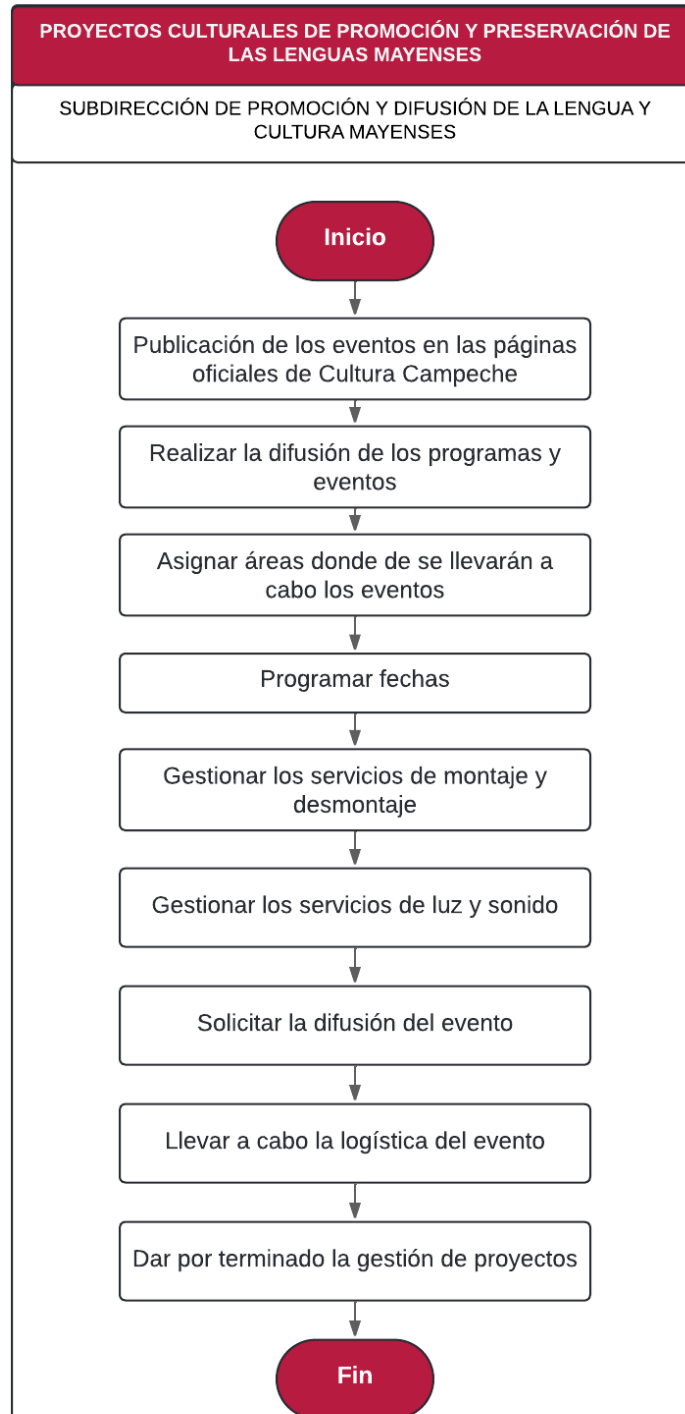 PROYECTOS CULTURALES DE PROMOCIÓN Y PRESERVACIÓN DE
LAS LENGUAS MAYENSES
SUBDIRECCIÓN DE PROMOCIÓN Y DIFUSIÓN DE LA LENGUA Y
CULTURA MAYENSES
Inicio
Publicación de los eventos en las páginas
oficiales de Cultura Campeche
Realizar la difusión de los programas y
eventos
Asignar áreas donde de se llevarán a
cabo los eventos
Programar fechas
Gestionar los servicios de montaje y
desmontaje
Gestionar los servicios de luz y sonido
Solicitar la difusión del evento
Llevar a cabo la logística del evento
Dar por terminado la gestión de proyectos
Fin